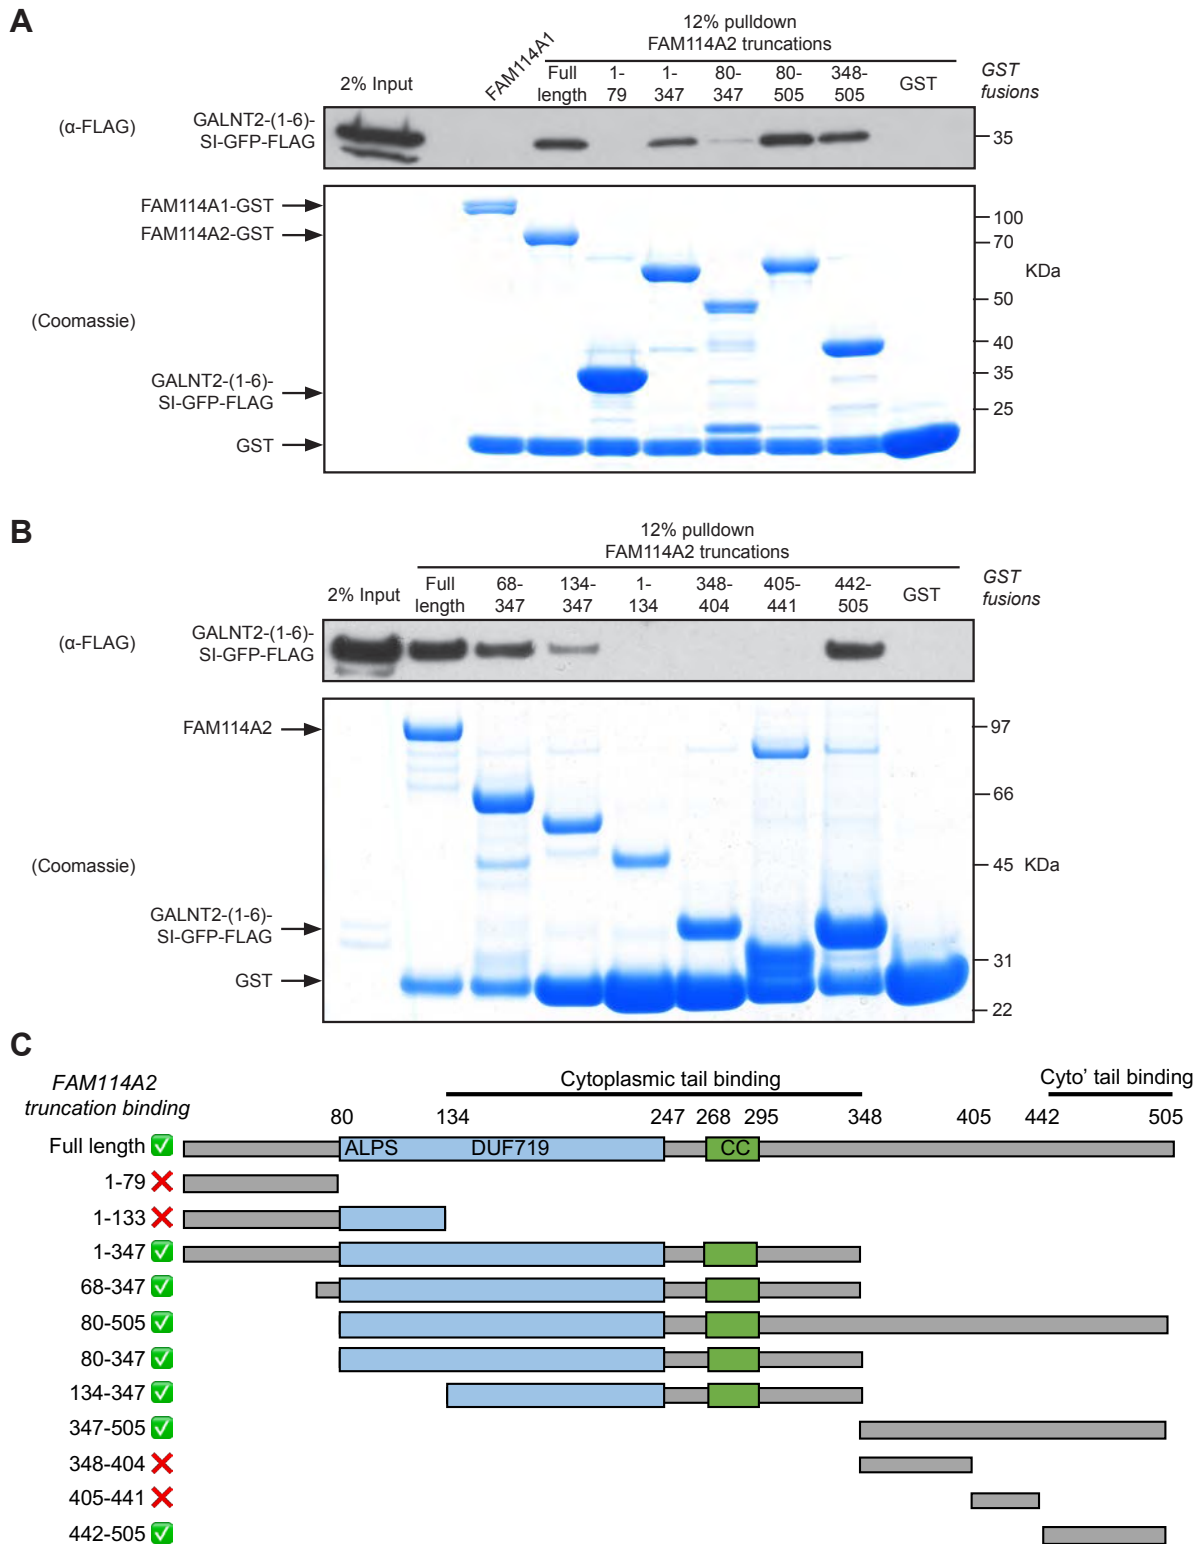 A
12% pulldown
FAM114A2 truncations
2% Input
FAM114A1
Full length
1-79
1-347
80-347
80-505
348-505
GST
GST fusions
(α-FLAG)
GALNT2-(1-6)-
SI-GFP-FLAG
35
FAM114A1-GST
FAM114A2-GST
100
70
KDa
50
(Coomassie)
40
35
GALNT2-(1-6)-
SI-GFP-FLAG
25
GST
B
12% pulldown
FAM114A2 truncations
2% Input
Full length
68-347
134-347
1-134
348-404
405-441
442-505
GST
GST fusions
(α-FLAG)
GALNT2-(1-6)-
SI-GFP-FLAG
FAM114A2
97
66
(Coomassie)
45 KDa
GALNT2-(1-6)-
SI-GFP-FLAG
31
GST
22
C
FAM114A2
truncation binding
Cytoplasmic tail binding
Cyto' tail binding
80 134 247 268 295 348 405 442 505
Full length ALPS DUF719 CC
1-79
1-133
1-347
68-347
80-505
80-347
134-347
347-505
348-404
405-441
442-505